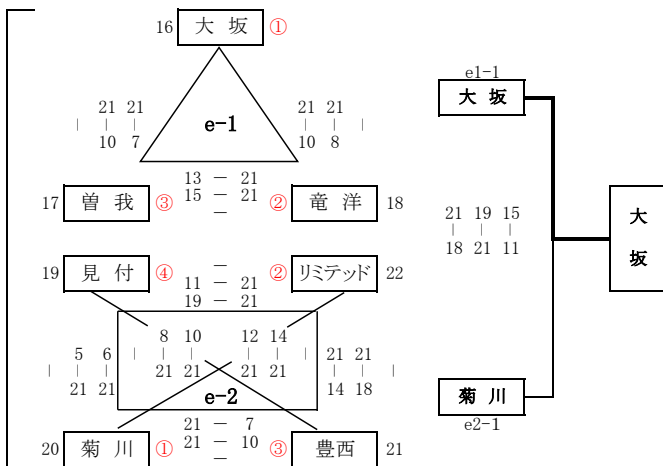 16 大坂 ①
e1-1
大坂
21 21
| | |
10 7
e-1
21 21
| | |
10 8
13 — 21
15 — 21
—
17 曽我 ③
② 竜洋 18
21 19 15
| | |
18 21 11
大坂
19 見付 ④
—
11 — 21
19 — 21
② リミテッド 22
8 10
| | |
21 21
12 14
| | |
21 21
5 6
| | |
21 21
21 21
| | |
14 18
e-2
菊川
e2-1
21 — 7
21 — 10
—
20 菊川 ①
③ 豊西 21